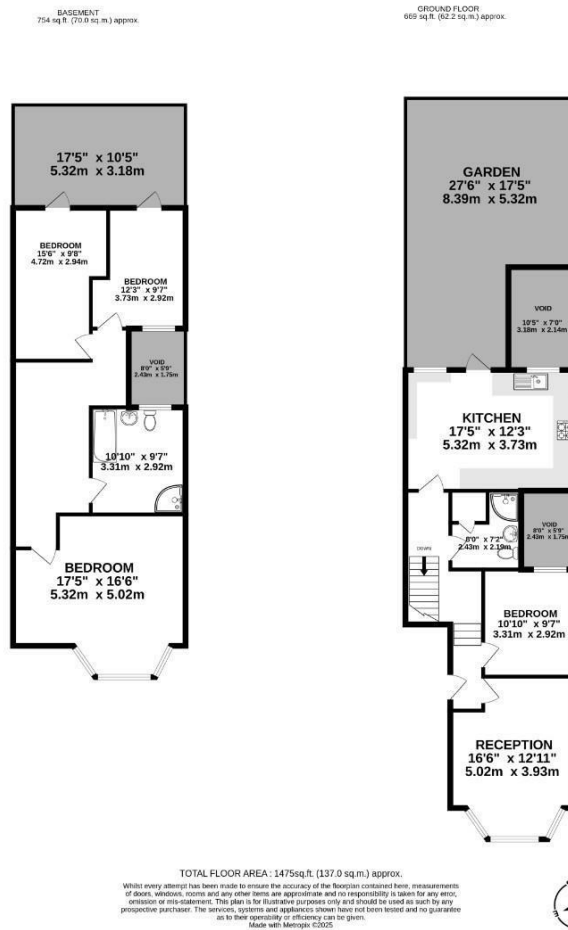 BASEMENT
754 sq.ft. (70.0 sq.m.) approx.
17'5" x 10'5"
5.32m x 3.18m
BEDROOM
15'6" x 9'8"
4.72m x 2.94m
BEDROOM
12'3" x 9'7"
3.73m x 2.92m
VOID
8'0" x 5'9"
2.43m x 1.75m
10'10" x 9'7"
3.31m x 2.92m
BEDROOM
17'5" x 16'6"
5.32m x 5.02m
GROUND FLOOR
669 sq.ft. (62.2 sq.m.) approx.
GARDEN
27'6" x 17'5"
8.39m x 5.32m
VOID
10'5" x 7'0"
3.18m x 2.14m
KITCHEN
17'5" x 12'3"
5.32m x 3.73m
8'0" x 7'2"
2.43m x 2.19m
VOID
8'0" x 5'9"
2.43m x 1.75m
DOWN
BEDROOM
10'10" x 9'7"
3.31m x 2.92m
RECEPTION
16'6" x 12'11"
5.02m x 3.93m
TOTAL FLOOR AREA : 1475sq.ft. (137.0 sq.m.) approx.
Whilst every attempt has been made to ensure the accuracy of the floorplan contained here, measurements
of doors, windows, rooms and any other items are approximate and no responsibility is taken for any error,
omission or mis-statement. This plan is for illustrative purposes only and should be used as such by any
prospective purchaser. The services, systems and appliances shown have not been tested and no guarantee
as to their operability or efficiency can be given.
Made with Metropix ©2025